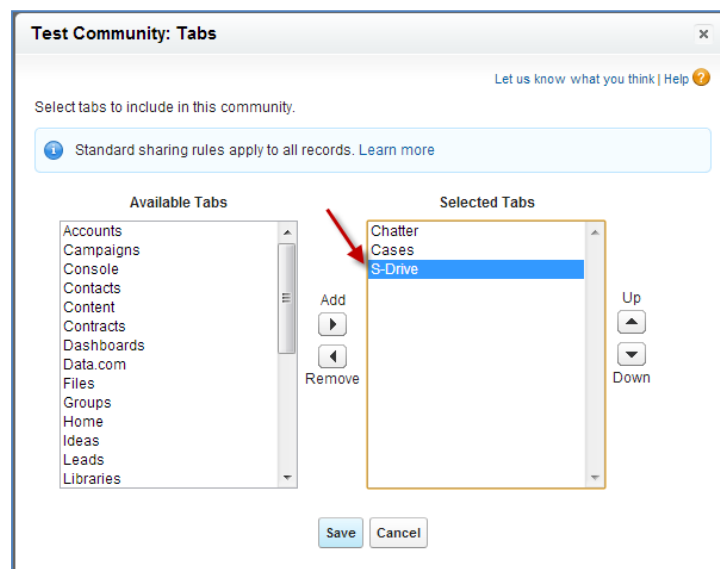 Test Community: Tabs
Let us know what you think | Help
Select tabs to include in this community.
Standard sharing rules apply to all records. Learn more
Available Tabs
Accounts
Campaigns
Console
Contacts
Content
Contracts
Dashboards
Data.com
Files
Groups
Home
Ideas
Leads
Libraries
Add
Remove
Selected Tabs
Chatter
Cases
S-Drive
Up
Down
Save
Cancel